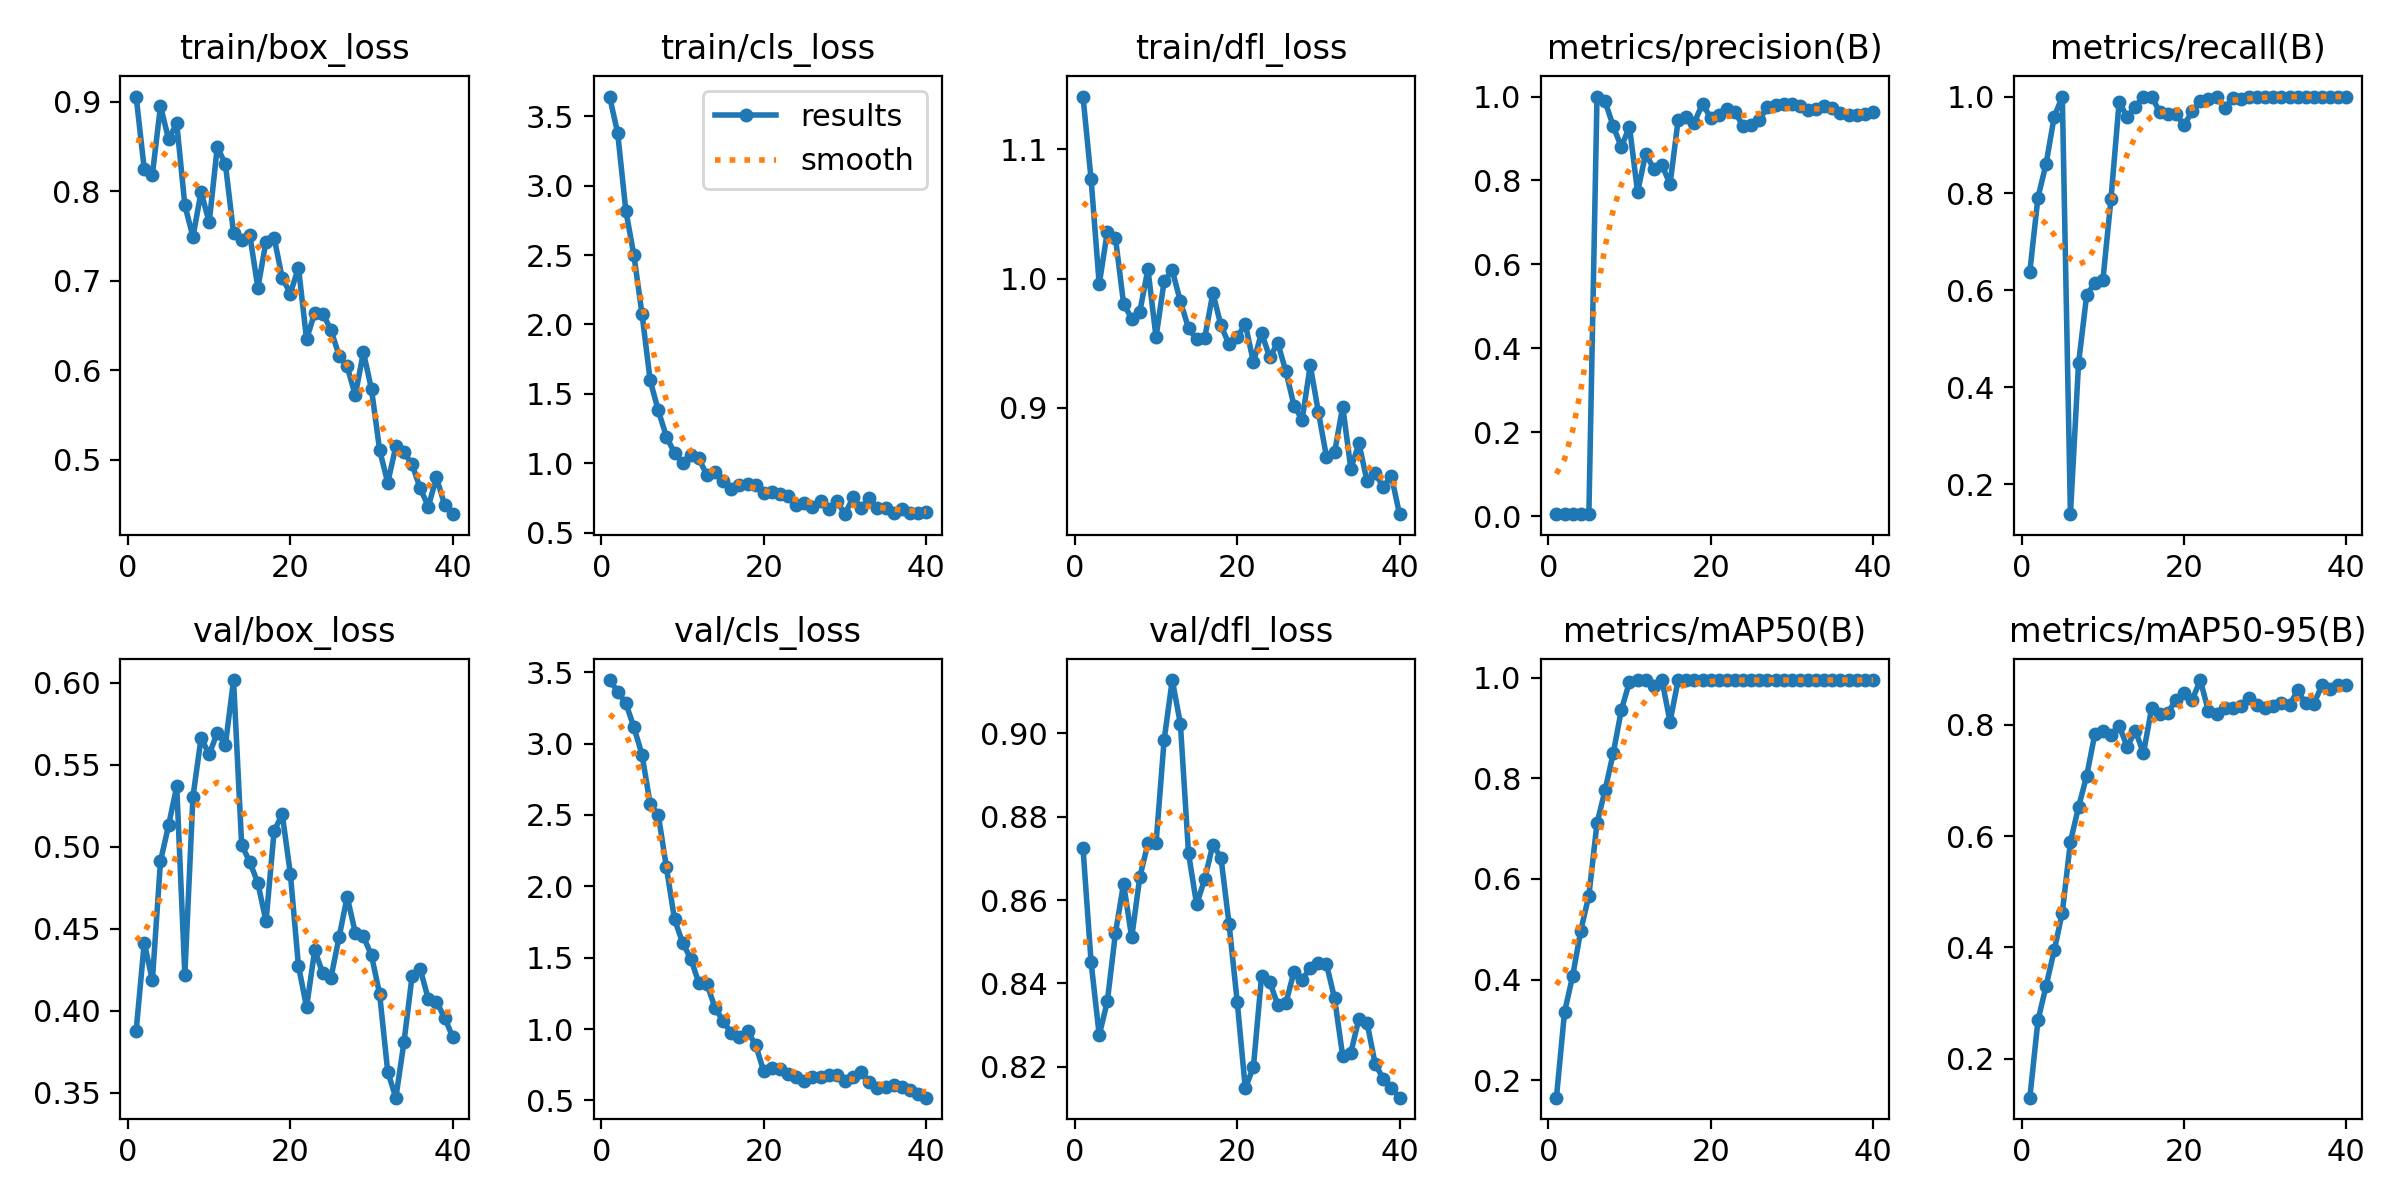 train/box_loss
train/cls_loss
train/dfl_loss
metrics/precision(B)
metrics/recall(B)
0.9
0.8
0.7
0.6
0.5
0 20 40
3.5
3.0
2.5
2.0
1.5
1.0
0.5
0 20 40
results
smooth
1.1
1.0
0.9
0 20 40
1.0
0.8
0.6
0.4
0.2
0.0
0 20 40
1.0
0.8
0.6
0.4
0.2
0 20 40
val/box_loss
val/cls_loss
val/dfl_loss
metrics/mAP50(B)
metrics/mAP50-95(B)
0.60
0.55
0.50
0.45
0.40
0.35
0 20 40
3.5
3.0
2.5
2.0
1.5
1.0
0.5
0 20 40
0.90
0.88
0.86
0.84
0.82
0 20 40
1.0
0.8
0.6
0.4
0.2
0 20 40
0.8
0.6
0.4
0.2
0 20 40